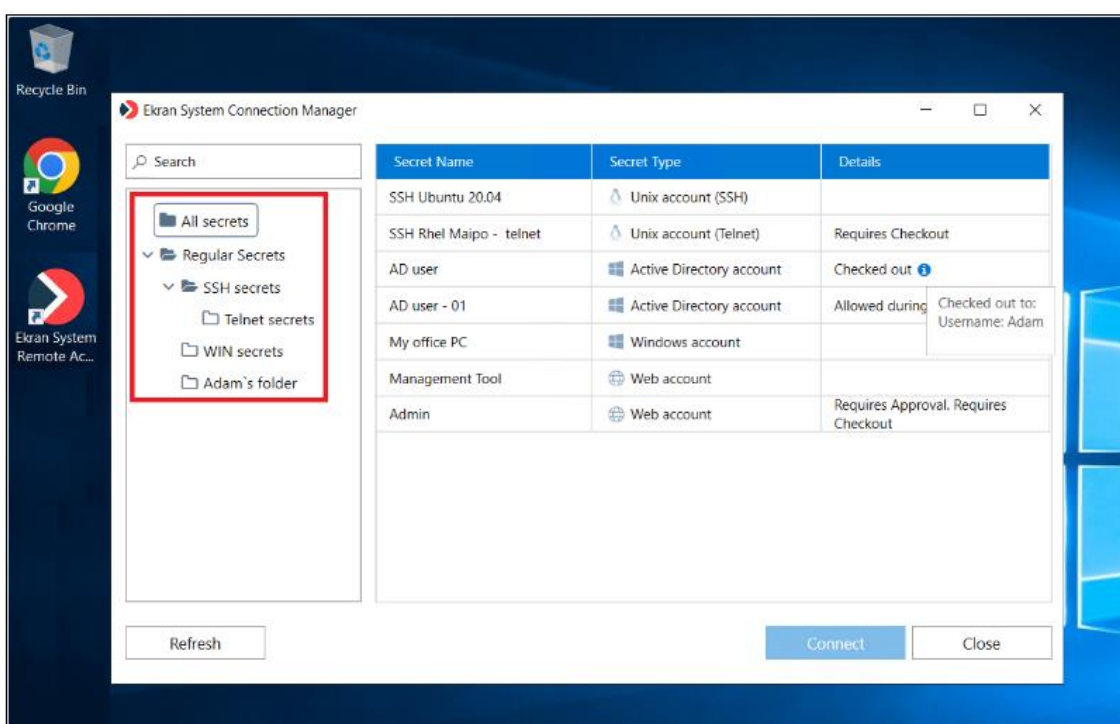 Recycle Bin
Google
Chrome
Ekran System
Remote Ac...
Ekran System Connection Manager
Search
All secrets
Regular Secrets
SSH secrets
Telnet secrets
WIN secrets
Adam`s folder
Secret Name Secret Type Details
SSH Ubuntu 20.04 Unix account (SSH)
SSH Rhel Maipo - telnet Unix account (Telnet) Requires Checkout
AD user Active Directory account Checked out
AD user - 01 Active Directory account Allowed during
Checked out to:
Username: Adam
My office PC Windows account
Management Tool Web account
Admin Web account Requires Approval. Requires
Checkout
Refresh Connect Close